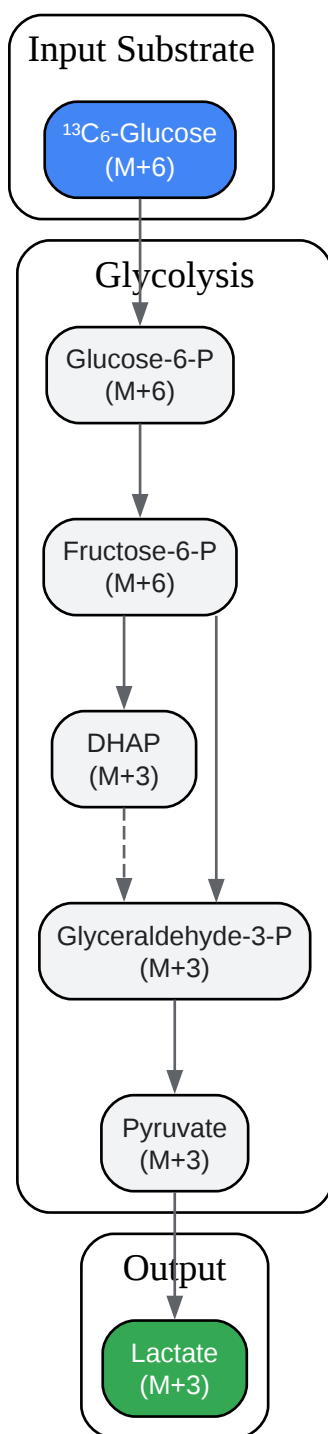 Input Substrate
¹³C₆-Glucose
(M+6)
Glycolysis
Glucose-6-P
(M+6)
Fructose-6-P
(M+6)
DHAP
(M+3)
Glyceraldehyde-3-P
(M+3)
Pyruvate
(M+3)
Output
Lactate
(M+3)